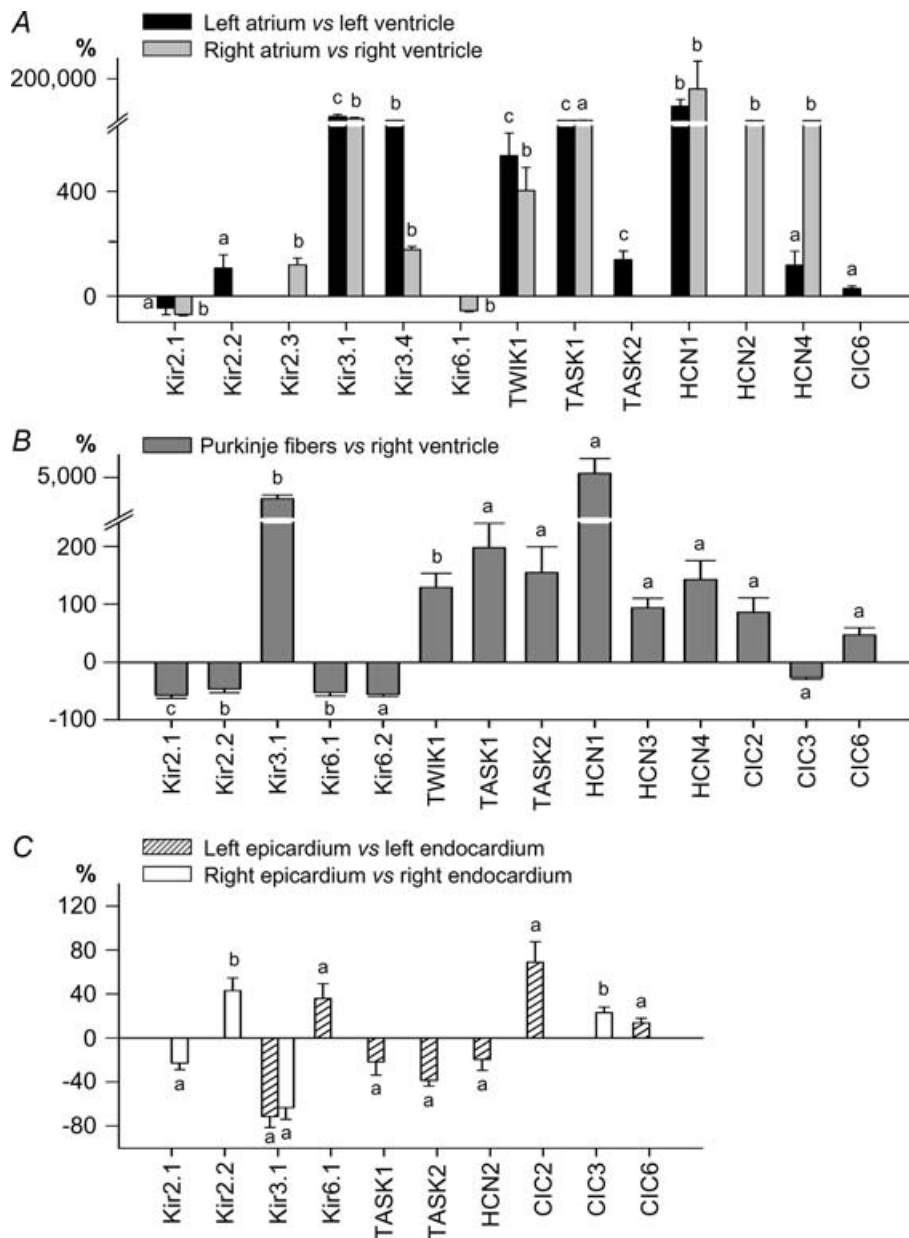 A
Left atrium vs left ventricle
Right atrium vs right ventricle
%
200,000
400
0
a b a b c b c b b c b c a c b b b a b a
Kir2.1 Kir2.2 Kir2.3 Kir3.1 Kir3.4 Kir6.1 TWIK1 TASK1 TASK2 HCN1 HCN2 HCN4 ClC6
B
Purkinje fibers vs right ventricle
%
5,000
200
100
0
-100
c b b b a b a a a a a a a a
Kir2.1 Kir2.2 Kir3.1 Kir6.1 Kir6.2 TWIK1 TASK1 TASK2 HCN1 HCN3 HCN4 ClC2 ClC3 ClC6
C
Left epicardium vs left endocardium
Right epicardium vs right endocardium
%
120
80
40
0
-40
-80
a b a a a a a a a b a
Kir2.1 Kir2.2 Kir3.1 Kir6.1 TASK1 TASK2 HCN2 ClC2 ClC3 ClC6